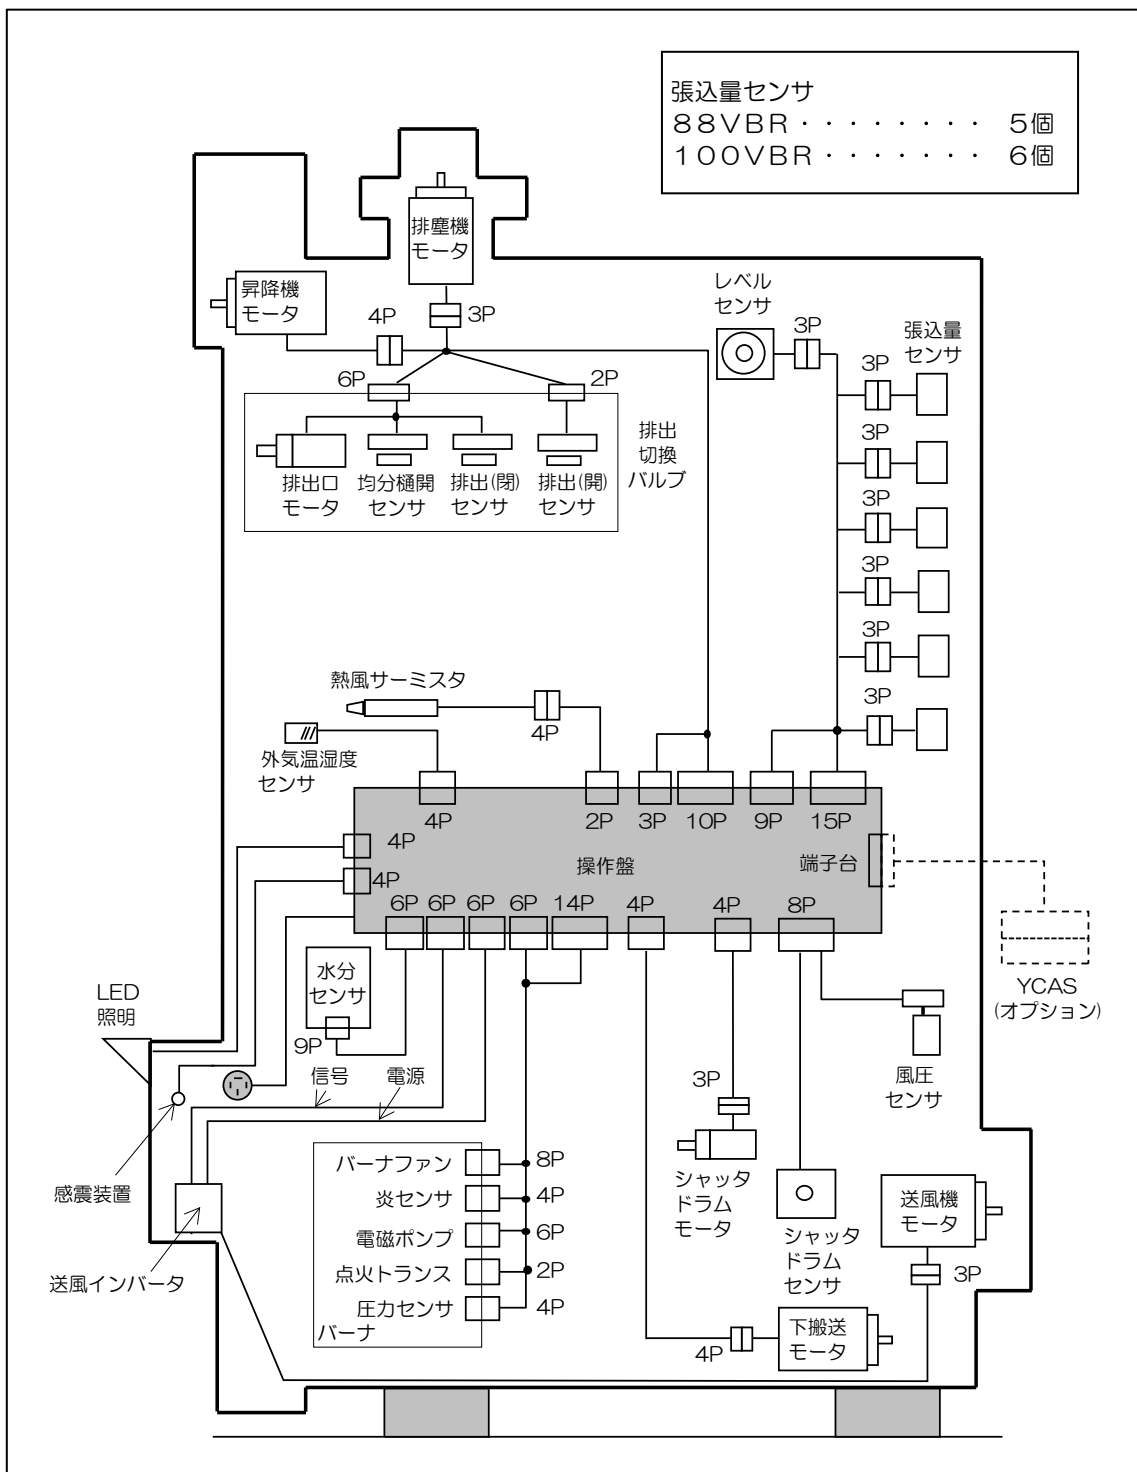 張込量センサ
88VBR・・・・・・・・ 5個
100VBR・・・・・・・ 6個
排塵機
モータ
昇降機
モータ
4P
3P
レベル
センサ
3P
張込量
センサ
3P
3P
3P
3P
3P
3P
6P
2P
排出
切換
バルブ
排出口
モータ
均分樋開
センサ
排出(閉)
センサ
排出(開)
センサ
熱風サーミスタ
4P
外気温湿度
センサ
4P
2P
3P
10P
9P
15P
4P
4P
操作盤
端子台
6P
6P
6P
6P
14P
4P
4P
8P
水分
センサ
9P
LED
照明
信号
電源
YCAS
(オプション)
風圧
センサ
3P
シャッタ
ドラム
モータ
シャッタ
ドラム
センサ
送風機
モータ
3P
感震装置
送風インバータ
バーナファン
8P
炎センサ
4P
電磁ポンプ
6P
点火トランス
2P
圧力センサ
4P
バーナ
4P
下搬送
モータ